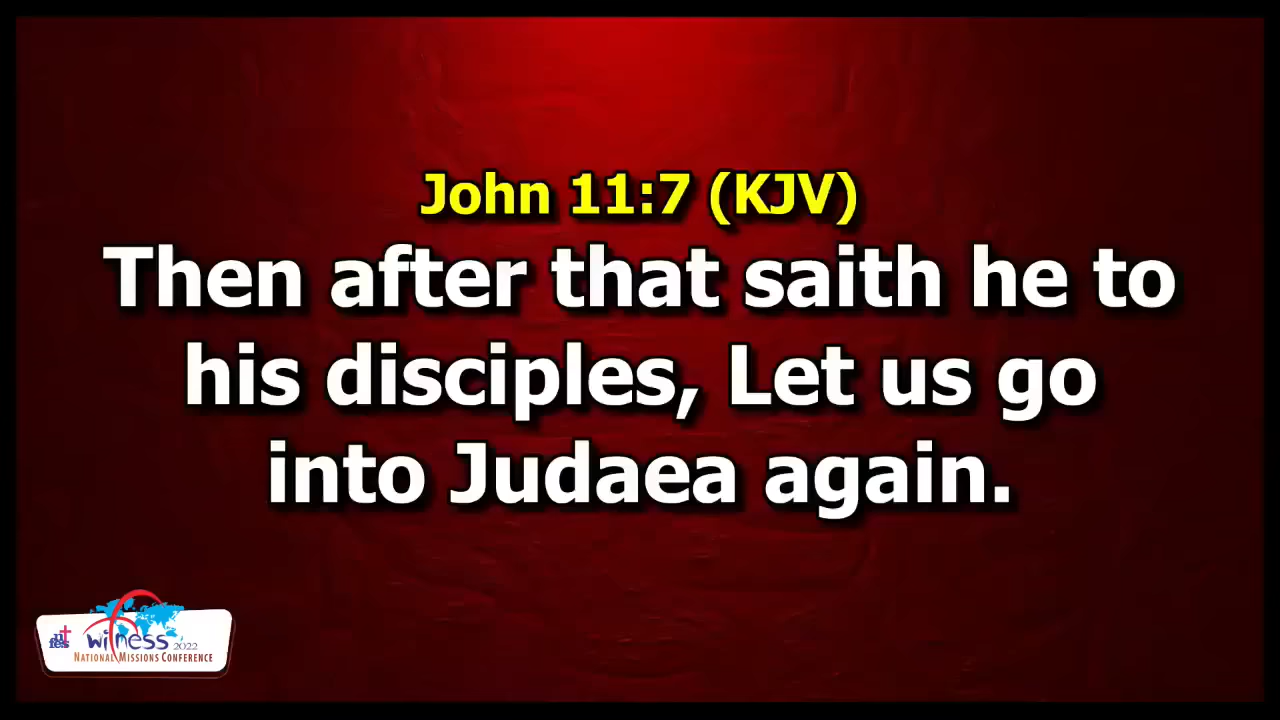 John 11:7 (KJV)
Then after that saith he to
his disciples, Let us go
into Judaea again.
witness 2022
National Missions Conference